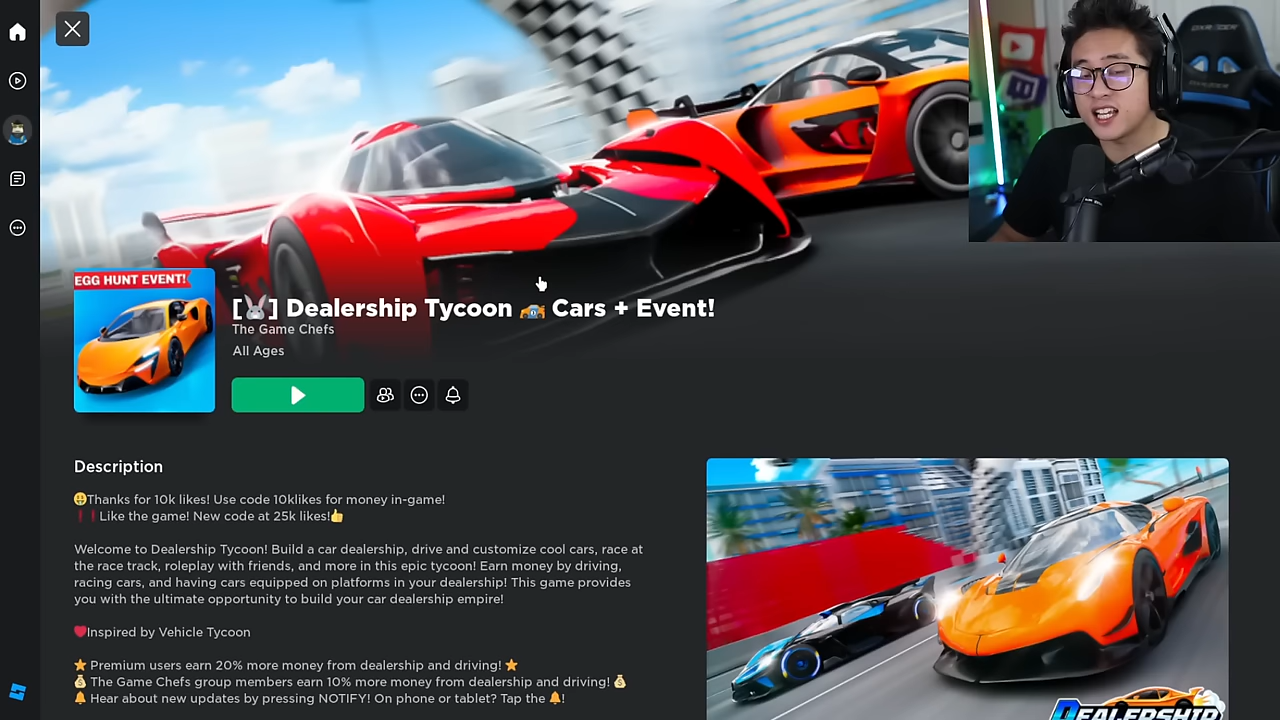 EGG HUNT EVENT!
[🐰] Dealership Tycoon 🏎️ Cars + Event!
The Game Chefs
All Ages
Description
🤑Thanks for 10k likes! Use code 10klikes for money in-game!
❗❗Like the game! New code at 25k likes!👍
Welcome to Dealership Tycoon! Build a car dealership, drive and customize cool cars, race at
the race track, roleplay with friends, and more in this epic tycoon! Earn money by driving,
racing cars, and having cars equipped on platforms in your dealership! This game provides
you with the ultimate opportunity to build your car dealership empire!
❤️Inspired by Vehicle Tycoon
⭐ Premium users earn 20% more money from dealership and driving! ⭐
💰 The Game Chefs group members earn 10% more money from dealership and driving! 💰
🔔 Hear about new updates by pressing NOTIFY! On phone or tablet? Tap the 🔔!
DEALERSHIP